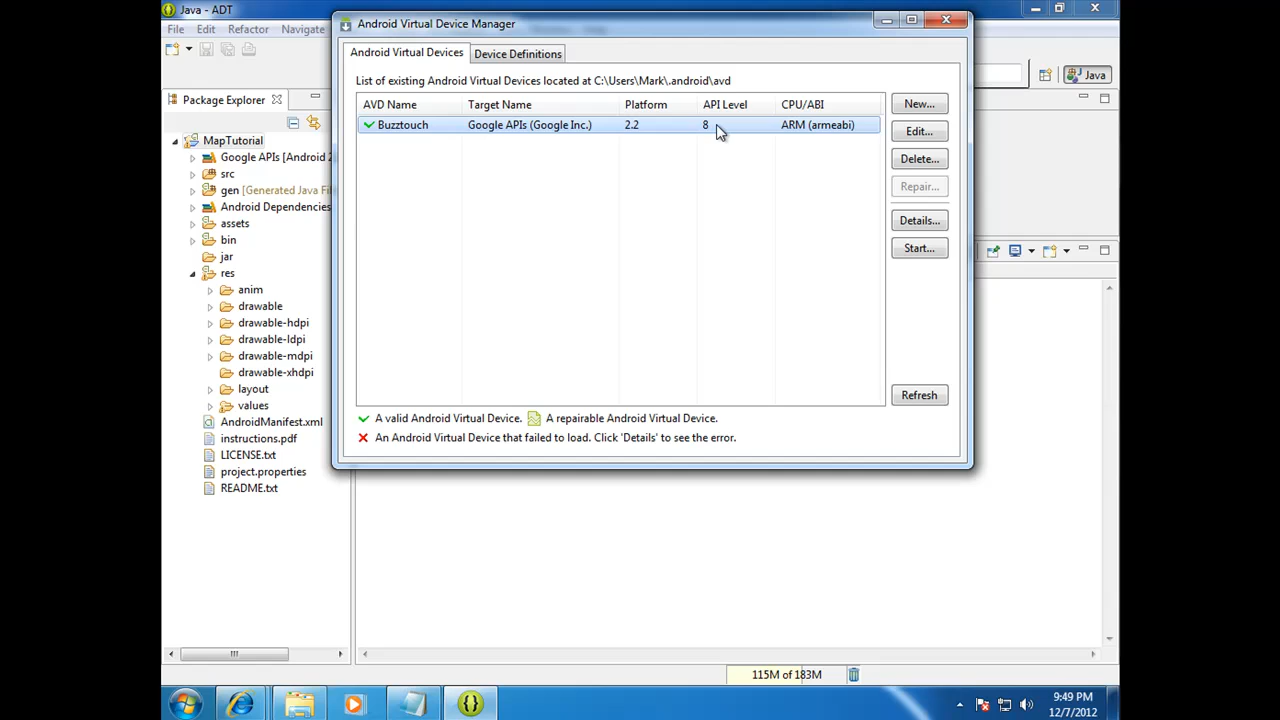 Java - ADT
File Edit Refactor Navigate
Java
Package Explorer
MapTutorial
Google APIs [Android 2
src
gen [Generated Java Fil
Android Dependencies
assets
bin
jar
res
anim
drawable
drawable-hdpi
drawable-ldpi
drawable-mdpi
drawable-xhdpi
layout
values
AndroidManifest.xml
instructions.pdf
LICENSE.txt
project.properties
README.txt
Android Virtual Device Manager
Android Virtual Devices Device Definitions
List of existing Android Virtual Devices located at C:\Users\Mark\.android\avd
AVD Name Target Name Platform API Level CPU/ABI
Buzztouch Google APIs (Google Inc.) 2.2 8 ARM (armeabi)
New...
Edit...
Delete...
Repair...
Details...
Start...
Refresh
A valid Android Virtual Device. A repairable Android Virtual Device.
An Android Virtual Device that failed to load. Click 'Details' to see the error.
115M of 183M
9:49 PM
12/7/2012